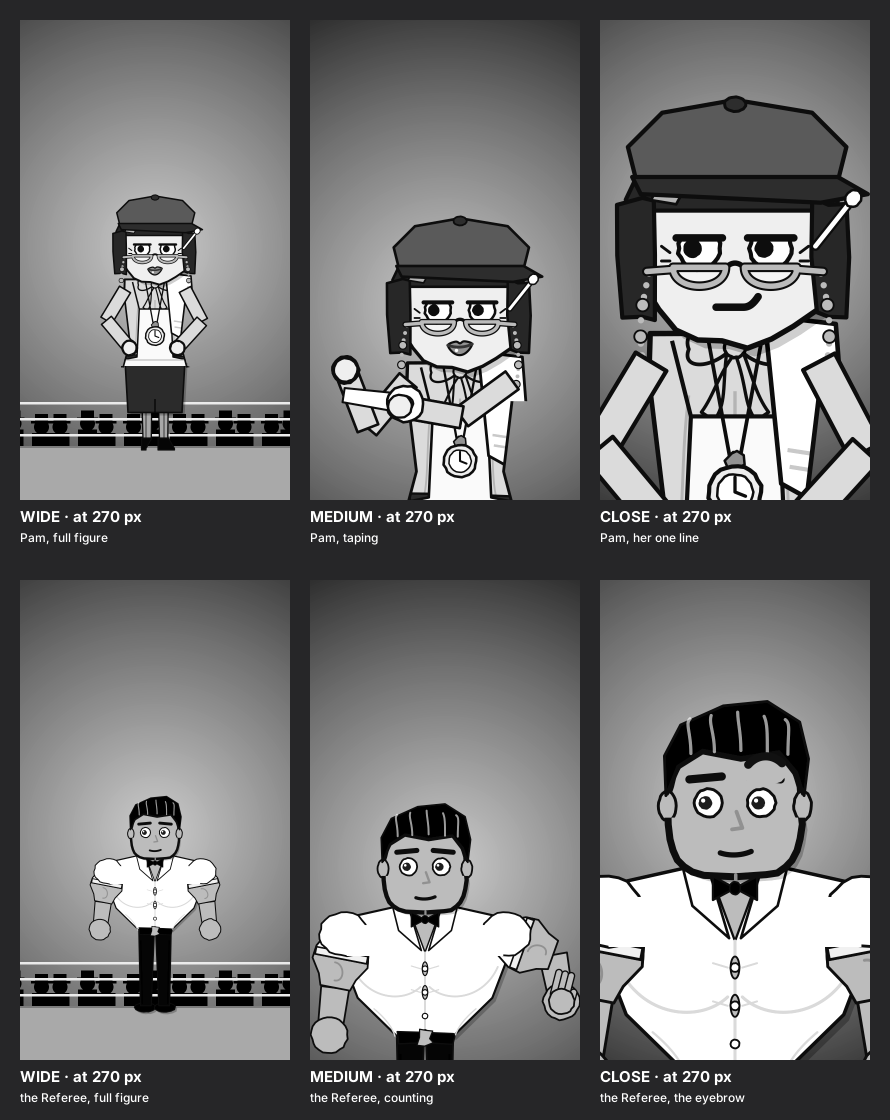 WIDE · at 270 px
Pam, full figure
MEDIUM · at 270 px
Pam, taping
CLOSE · at 270 px
Pam, her one line
WIDE · at 270 px
the Referee, full figure
MEDIUM · at 270 px
the Referee, counting
CLOSE · at 270 px
the Referee, the eyebrow